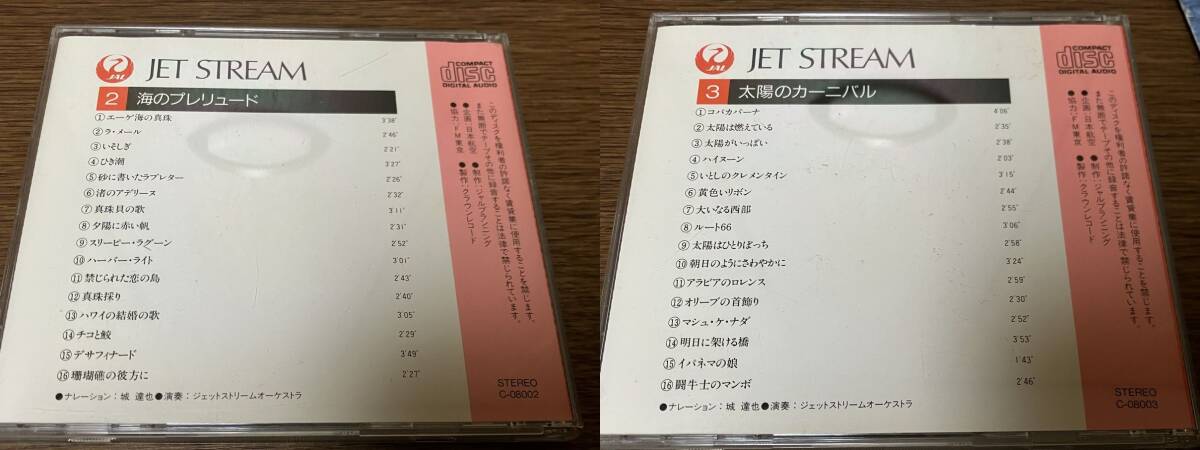 JAL
JET STREAM
COMPACT
disc
DIGITAL AUDIO
2 海のプレリュード
①エーゲ海の真珠 3'38"
②ラ・メール 2'46"
③いそしぎ 2'21"
④ひき潮 3'27"
⑤砂に書いたラブレター 2'26"
⑥渚のアデリーヌ 2'32"
⑦真珠貝の歌 3'11"
⑧夕陽に赤い帆 2'31"
⑨スリーピー・ラグーン 2'52"
⑩ハーバー・ライト 3'01"
⑪禁じられた恋の島 2'43"
⑫真珠採り 2'40"
⑬ハワイの結婚の歌 3'05"
⑭チコと鮫 2'29"
⑮デサフィナード 3'49"
⑯珊瑚礁の彼方に 2'27"
●ナレーション：城 達也●演奏：ジェットストリームオーケストラ
このディスクを権利者の許諾なく賃貸業に使用することを禁じます。
また無断でテープその他に録音することは法律で禁じられています。
●企画：日本航空 ●制作：ジャルプランニング
●協力：FM東京 ●製作：クラウンレコード
STEREO
C-08002
JAL
JET STREAM
COMPACT
disc
DIGITAL AUDIO
3 太陽のカーニバル
①コパカバーナ 4'06"
②太陽は燃えている 2'35"
③太陽がいっぱい 2'38"
④ハイヌーン 2'03"
⑤いとしのクレメンタイン 3'15"
⑥黄色いリボン 2'44"
⑦大いなる西部 2'55"
⑧ルート66 3'06"
⑨太陽はひとりぼっち 2'58"
⑩朝日のようにさわやかに 3'24"
⑪アラビアのロレンス 2'59"
⑫オリーブの首飾り 2'30"
⑬マシュ・ケ・ナダ 2'52"
⑭明日に架ける橋 3'53"
⑮イパネマの娘 1'43"
⑯闘牛士のマンボ 2'46"
●ナレーション：城 達也●演奏：ジェットストリームオーケストラ
このディスクを権利者の許諾なく賃貸業に使用することを禁じます。
また無断でテープその他に録音することは法律で禁じられています。
●企画：日本航空 ●制作：ジャルプランニング
●協力：FM東京 ●製作：クラウンレコード
STEREO
C-08003